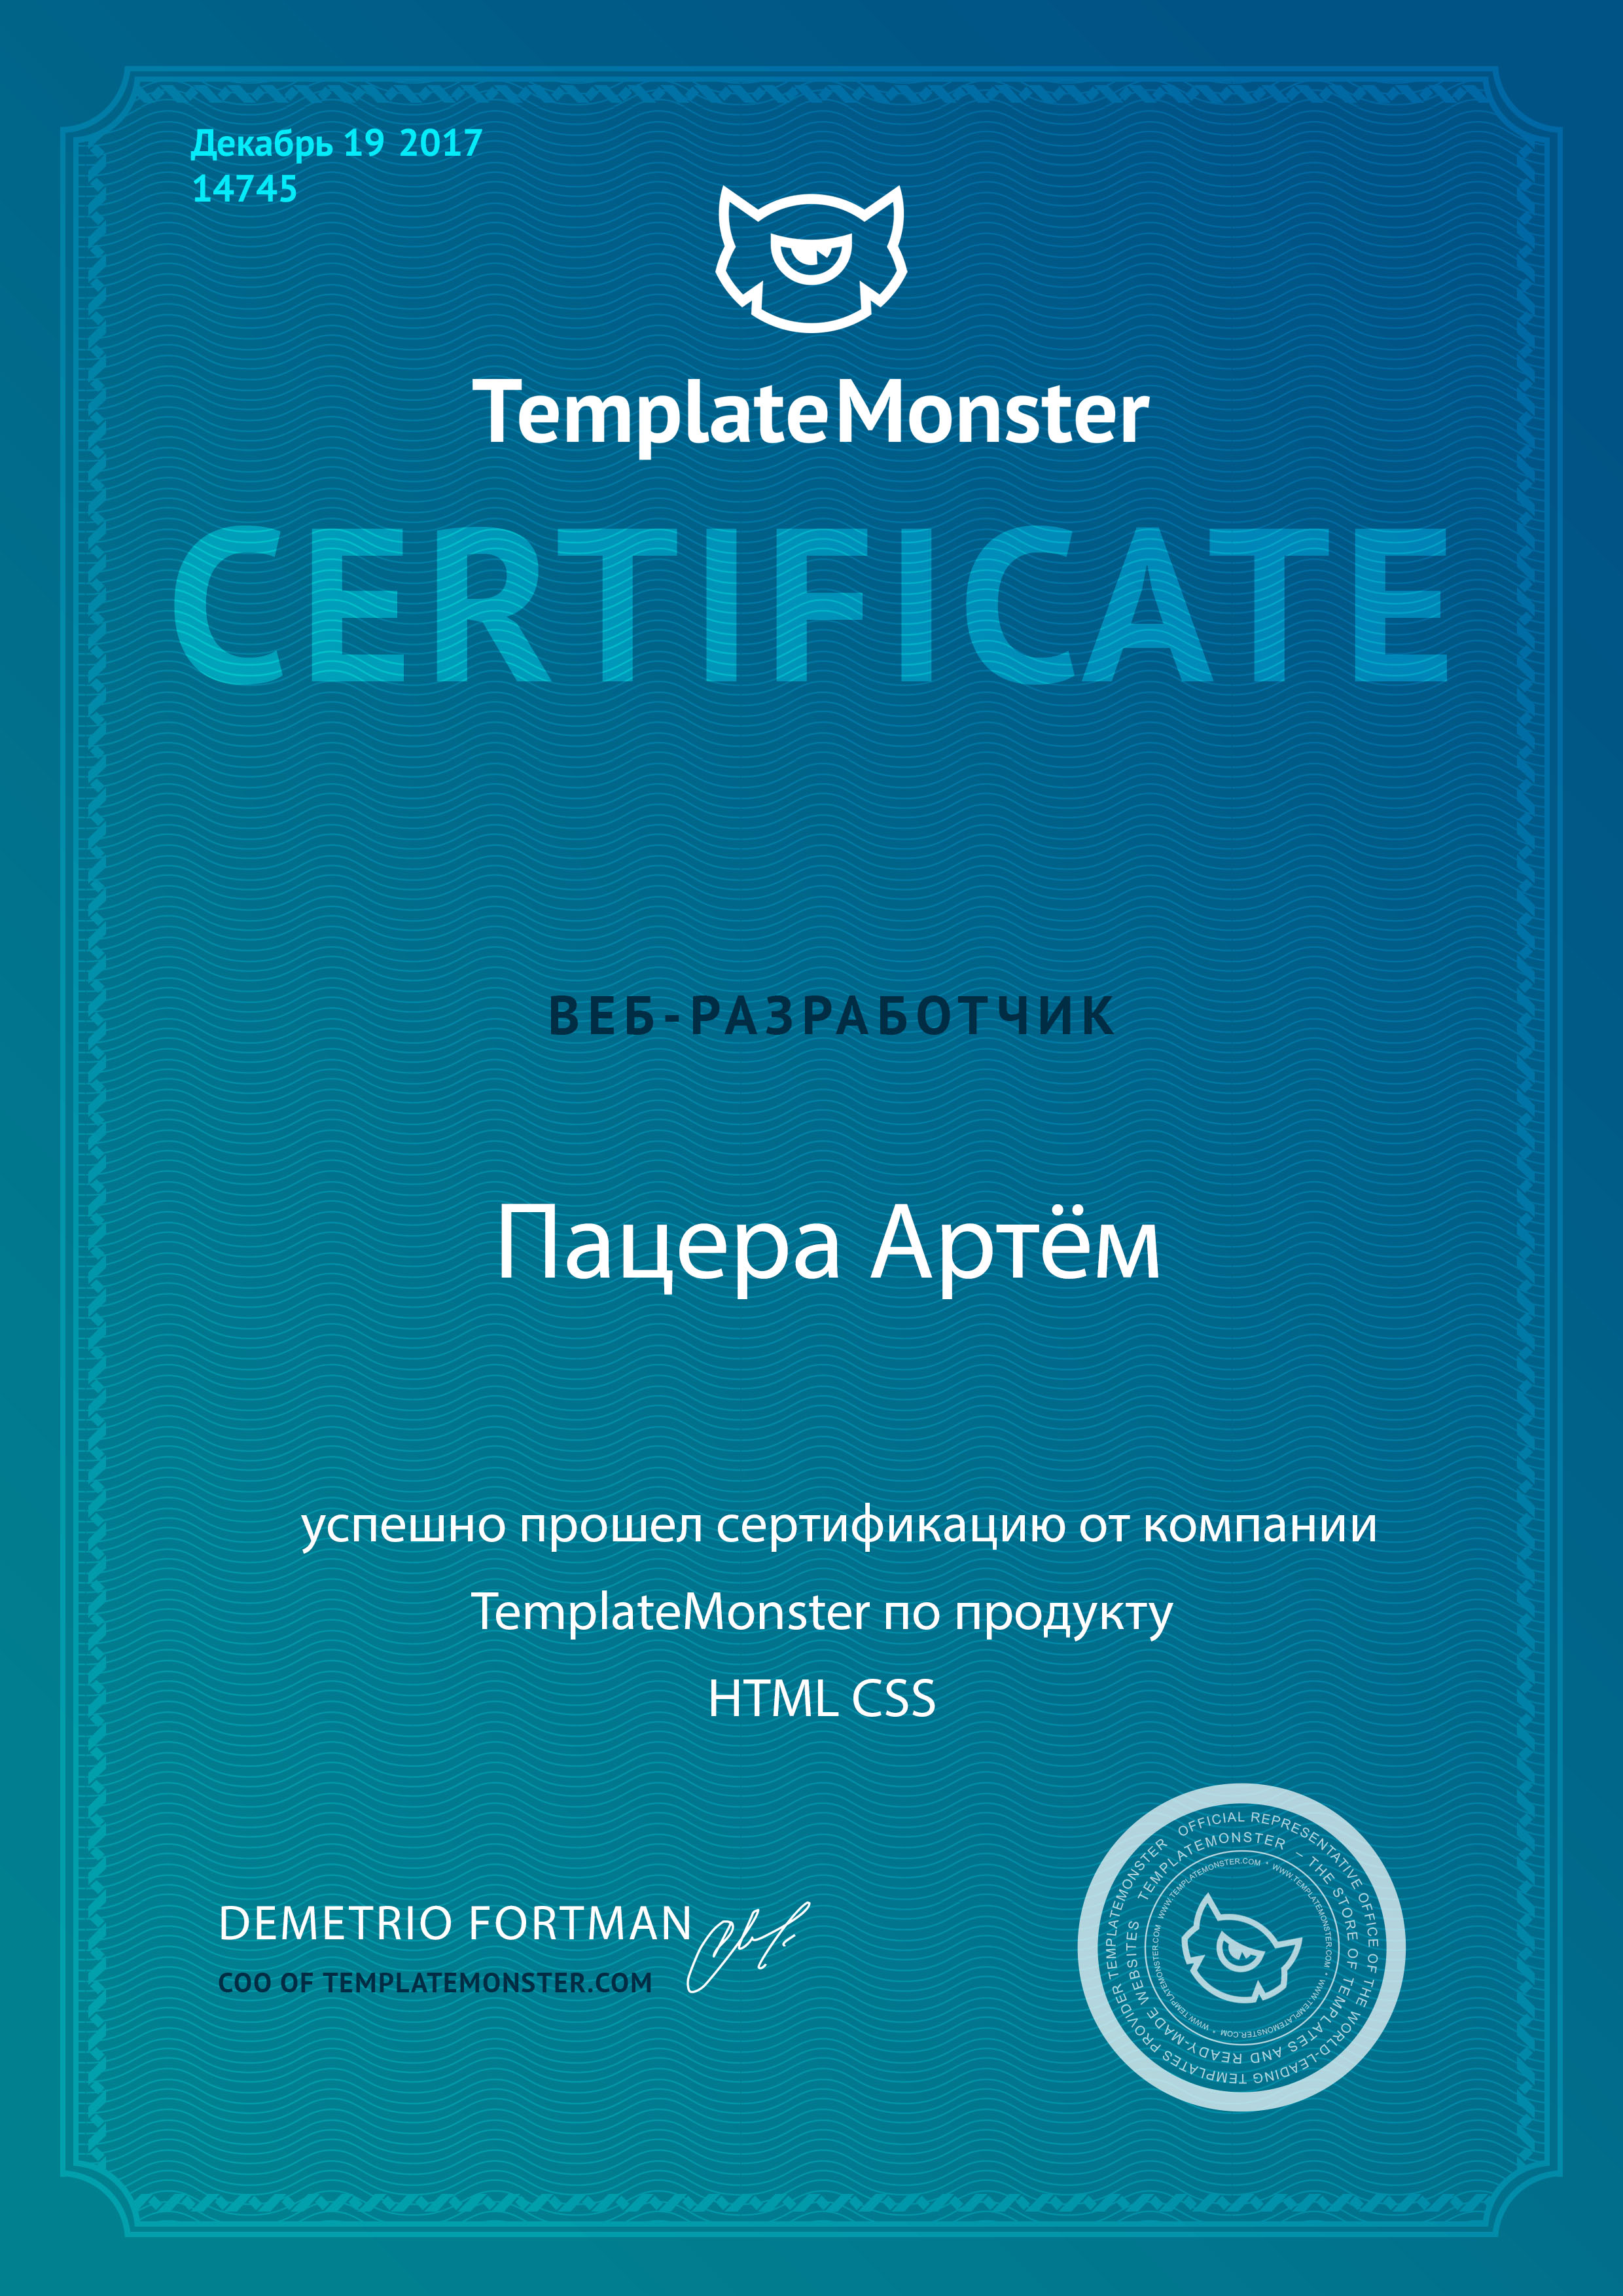 Декабрь 19 2017
14745
TemplateMonster
CERTIFICATE
ВЕБ-РАЗРАБОТЧИК
Пацера Артём
успешно прошел сертификацию от компании
TemplateMonster по продукту
HTML CSS
DEMETRIO FORTMAN
COO OF TEMPLATEMONSTER.COM
OFFICIAL REPRESENTATIVE OFFICE OF THE WORLD-LEADING TEMPLATES PROVIDER TEMPLATEMONSTER
TEMPLATEMONSTER – THE STORE OF TEMPLATES AND READY-MADE WEBSITES
WWW.TEMPLATEMONSTER.COM * WWW.TEMPLATEMONSTER.COM * WWW.TEMPLATEMONSTER.COM * WWW.TEMPLATEMONSTER.COM